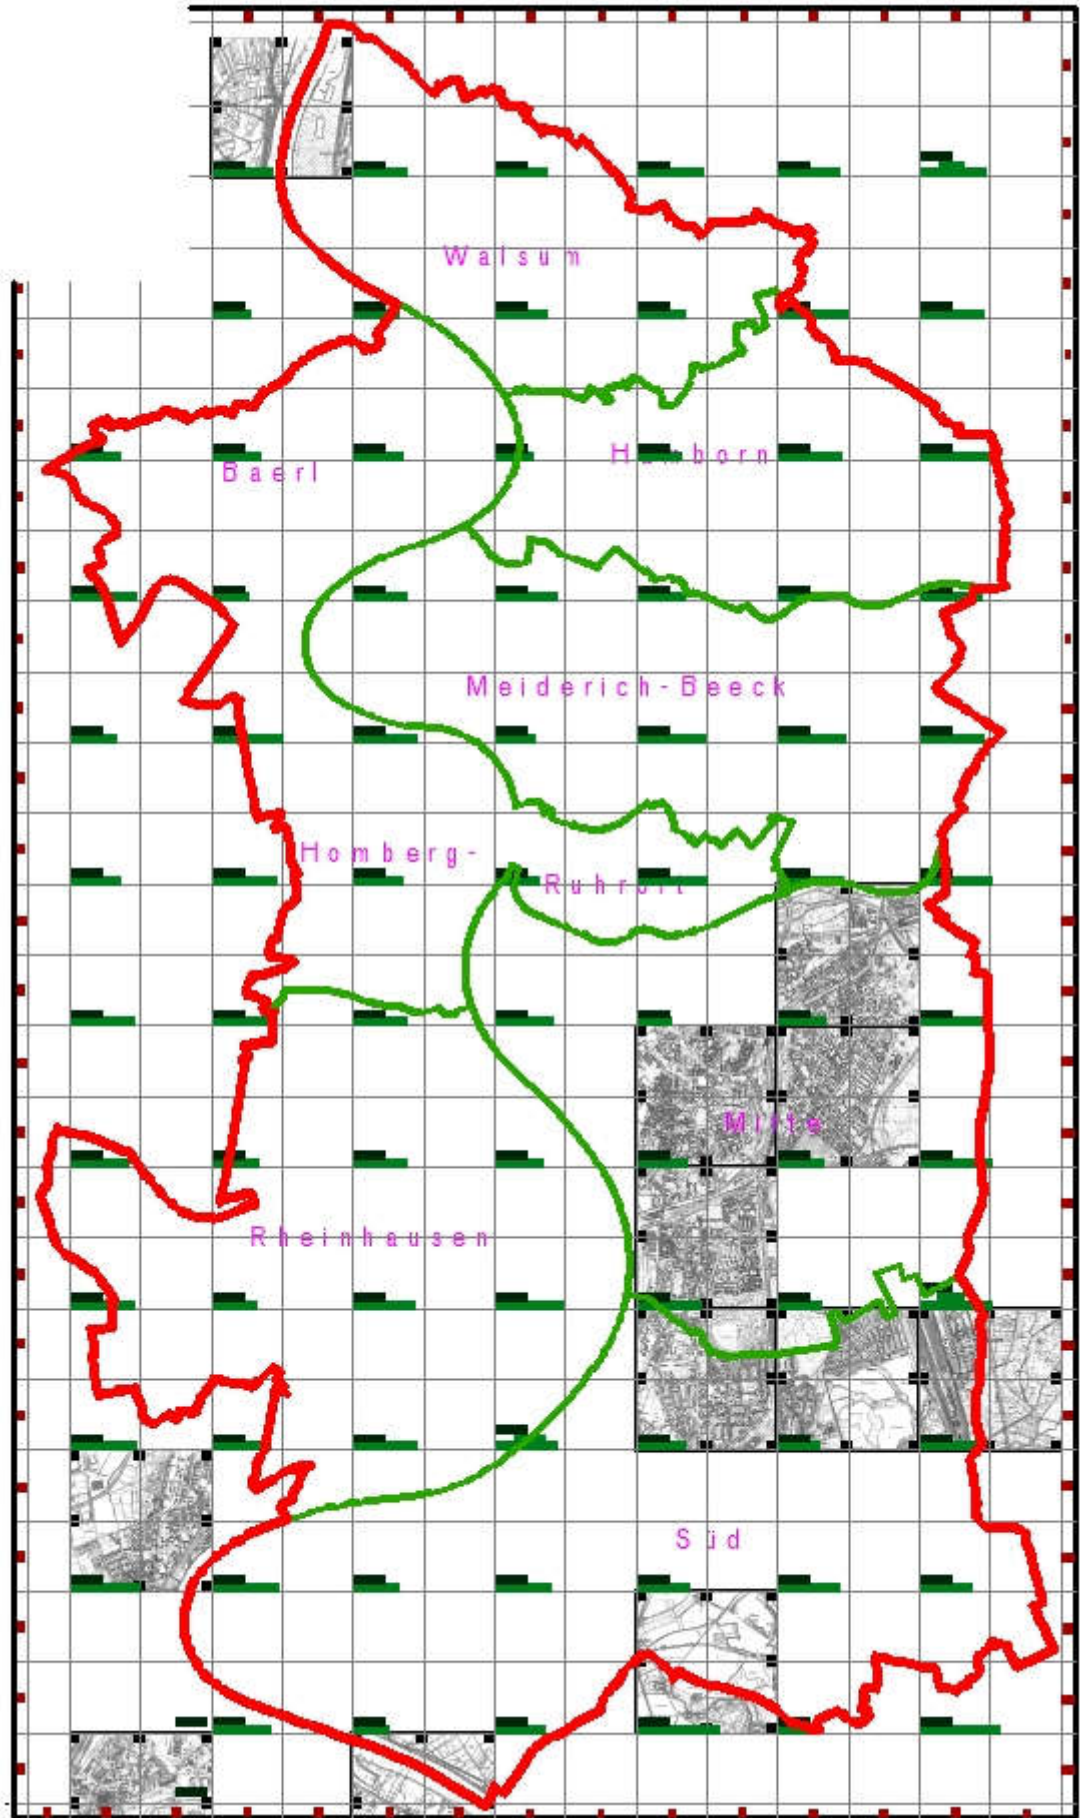 Walsum
Hamborn
Baerl
Meiderich-Beeck
Homberg-
Ruhrort
Mitte
Rheinhausen
Süd